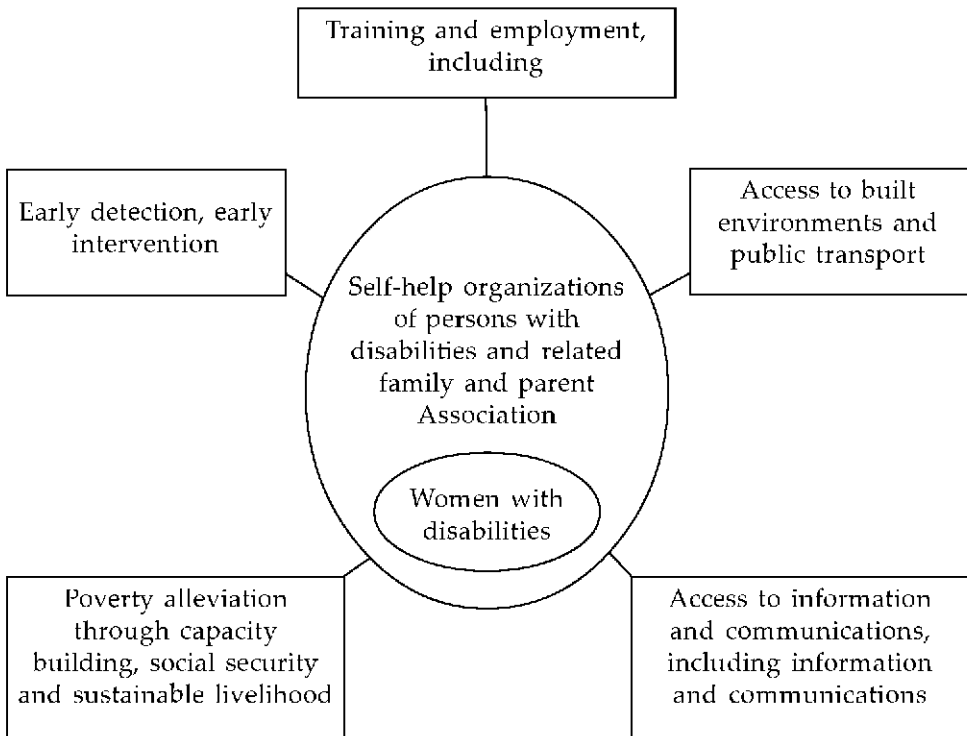 Training and employment,
including
Early detection, early
intervention
Access to built
environments and
public transport
Self-help organizations
of persons with
disabilities and related
family and parent
Association
Women with
disabilities
Poverty alleviation
through capacity
building, social security
and sustainable livelihood
Access to information
and communications,
including information
and communications